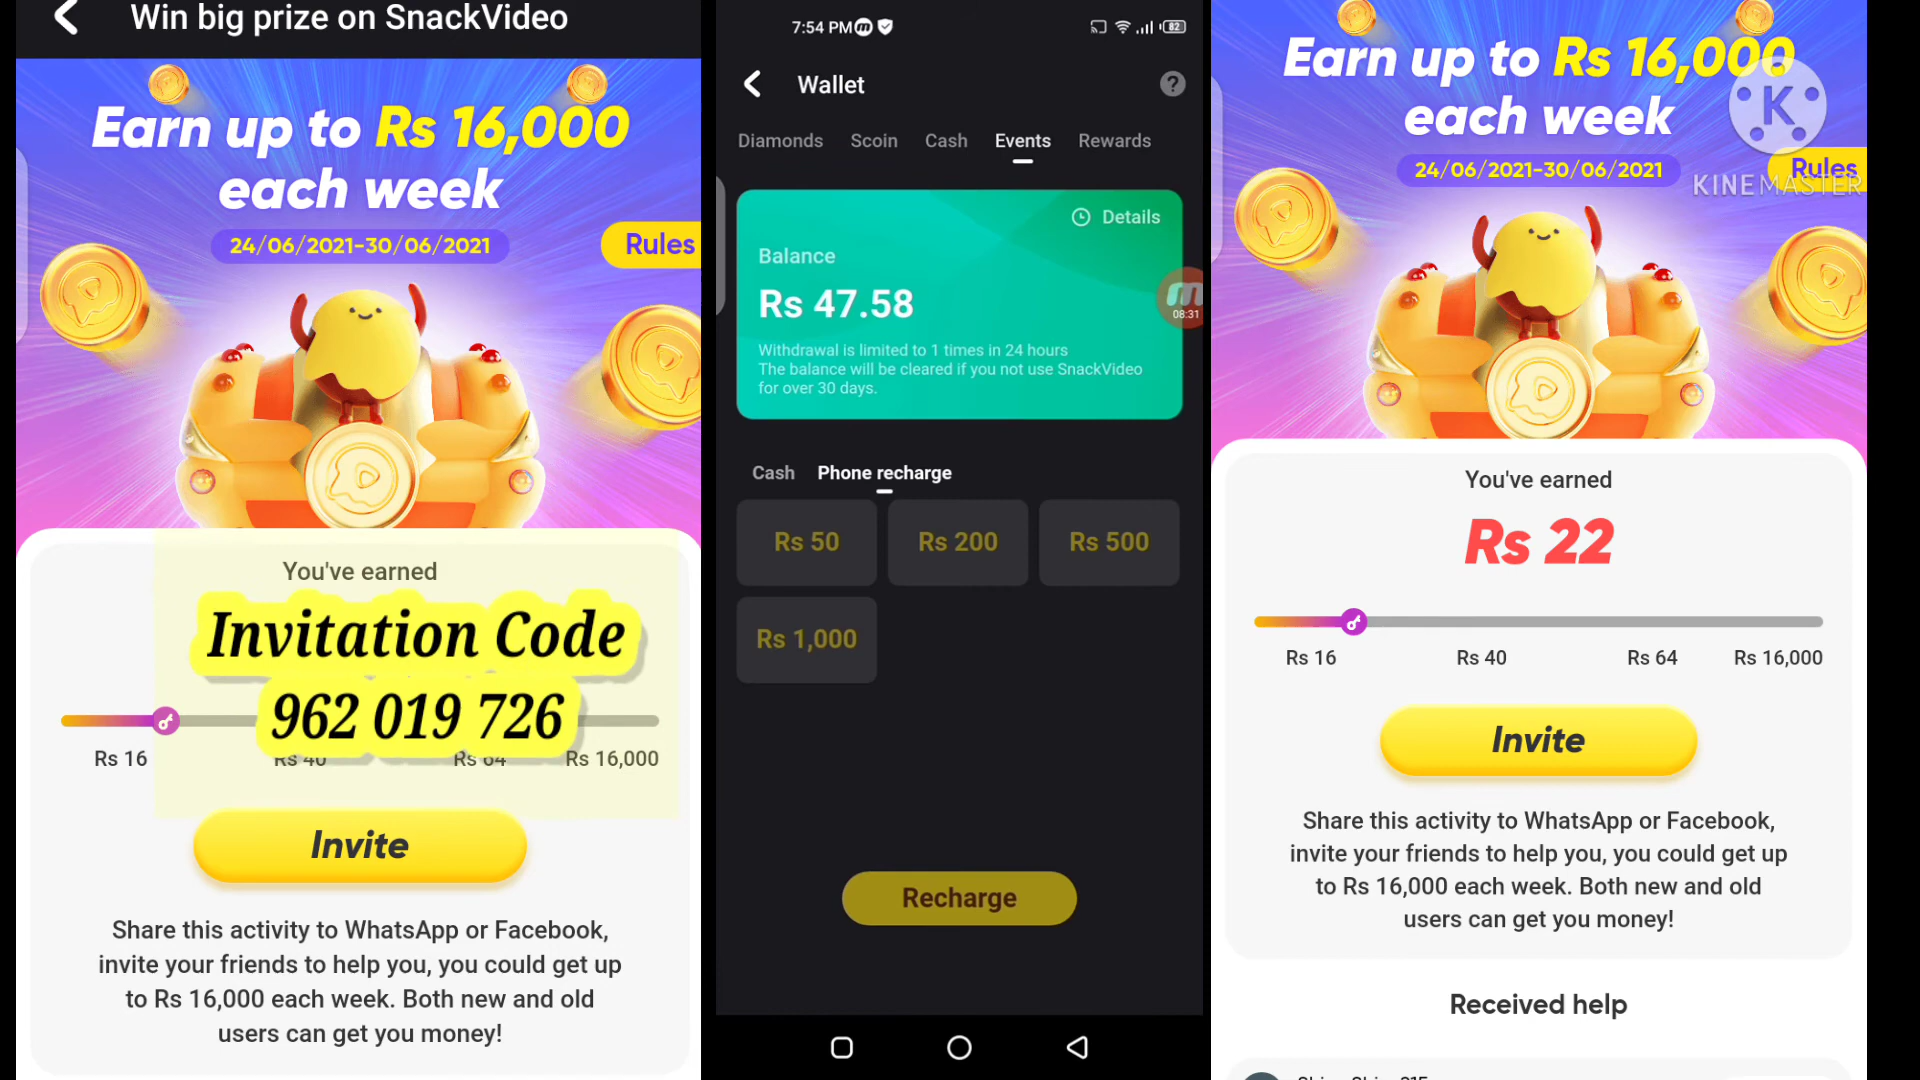 Win big prize on SnackVideo
Earn up to Rs 16,000
each week
24/06/2021-30/06/2021
Rules
You've earned
Invitation Code
962 019 726
Rs 16
Rs 40
Rs 64
Rs 16,000
Invite
Share this activity to WhatsApp or Facebook,
invite your friends to help you, you could get up
to Rs 16,000 each week. Both new and old
users can get you money!
7:54 PM
82
Wallet
?
Diamonds Scoin Cash Events Rewards
Details
Balance
Rs 47.58
08:31
Withdrawal is limited to 1 times in 24 hours
The balance will be cleared if you not use SnackVideo
for over 30 days.
Cash Phone recharge
Rs 50 Rs 200 Rs 500
Rs 1,000
Recharge
Earn up to Rs 16,000
each week
K
24/06/2021-30/06/2021
Rules
KINEMASTER
You've earned
Rs 22
Rs 16 Rs 40 Rs 64 Rs 16,000
Invite
Share this activity to WhatsApp or Facebook,
invite your friends to help you, you could get up
to Rs 16,000 each week. Both new and old
users can get you money!
Received help